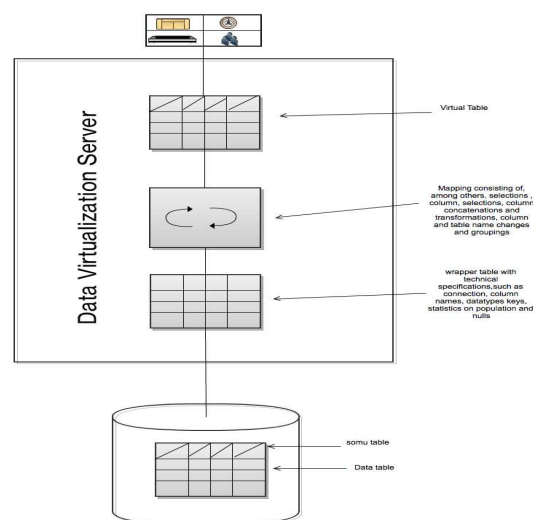 Data Virtualization Server
Virtual Table
Mapping consisting of,
among others, selections ,
column, selections, column
concatenations and
transformations, column
and table name changes
and groupings
wrapper table with
technical
specifications,such as
connection, column
names, datatypes keys,
statistics on population and
nulls
somu table
Data table